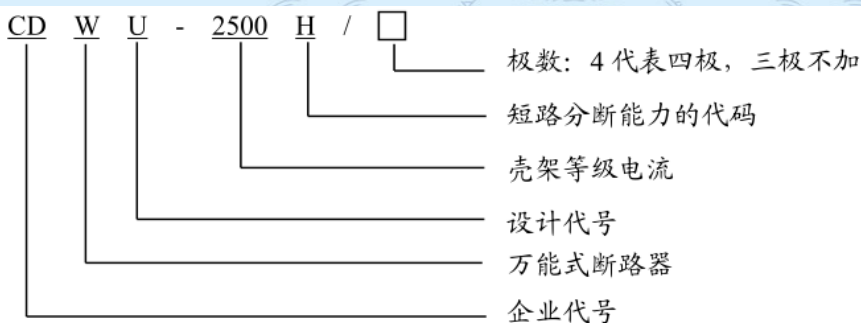 CD W U - 2500 H / □
极数：4 代表四极，三极不加
短路分断能力的代码
壳架等级电流
设计代号
万能式断路器
企业代号